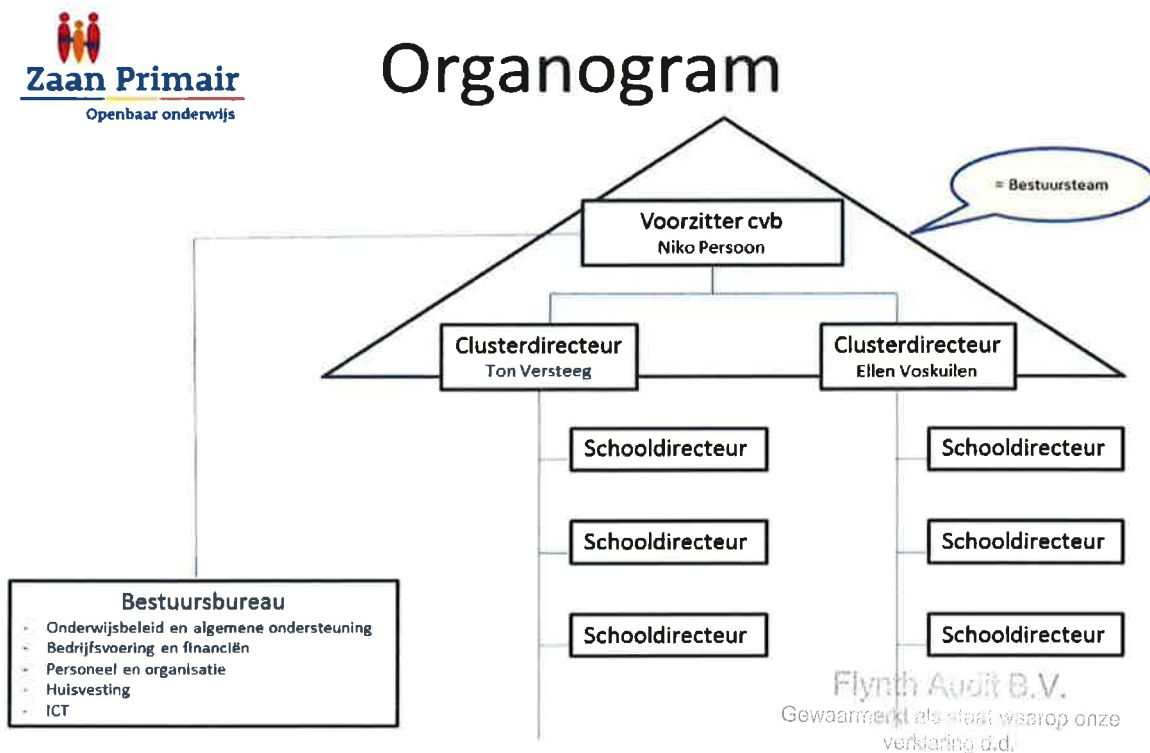 Zaan Primair
Openbaar onderwijs
Organogram
= Bestuursteam
Voorzitter cvb
Niko Persoon
Clusterdirecteur
Ton Versteeg
Clusterdirecteur
Ellen Voskuilen
Schooldirecteur
Schooldirecteur
Schooldirecteur
Schooldirecteur
Schooldirecteur
Schooldirecteur
Bestuursbureau
- Onderwijsbeleid en algemene ondersteuning
- Bedrijfsvoering en financiën
- Personeel en organisatie
- Huisvesting
- ICT
Flynth Audit B.V.
Gewaarmerkt als staat waarop onze
verklaring d.d.